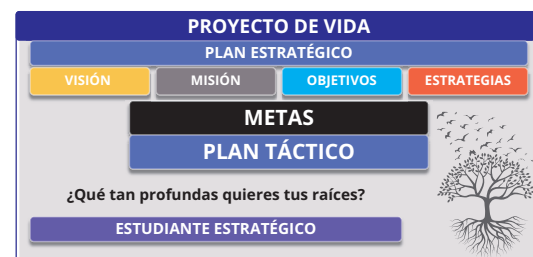 PROYECTO DE VIDA
PLAN ESTRATÉGICO
VISIÓN
MISIÓN
OBJETIVOS
ESTRATEGIAS
METAS
PLAN TÁCTICO
¿Qué tan profundas quieres tus raíces?
ESTUDIANTE ESTRATÉGICO